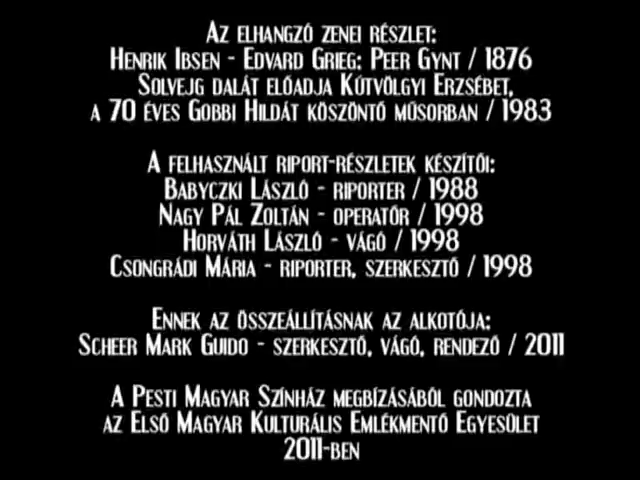 Az elhangzó zenei részlet:
Henrik Ibsen - Edvard Grieg: Peer Gynt / 1876
Solvejg dalát előadja Kútvölgyi Erzsébet,
a 70 éves Gobbi Hildát köszöntő műsorban / 1983
A felhasznált riport-részletek készítői:
Babyczki László - riporter / 1988
Nagy Pál Zoltán - operatőr / 1998
Horváth László - vágó / 1998
Csongrádi Mária - riporter, szerkesztő / 1998
Ennek az összeállításnak az alkotója:
Scheer Mark Guido - szerkesztő, vágó, rendező / 2011
A Pesti Magyar Színház megbízásából gondozta
az Első Magyar Kulturális Emlékmentő Egyesület
2011-ben